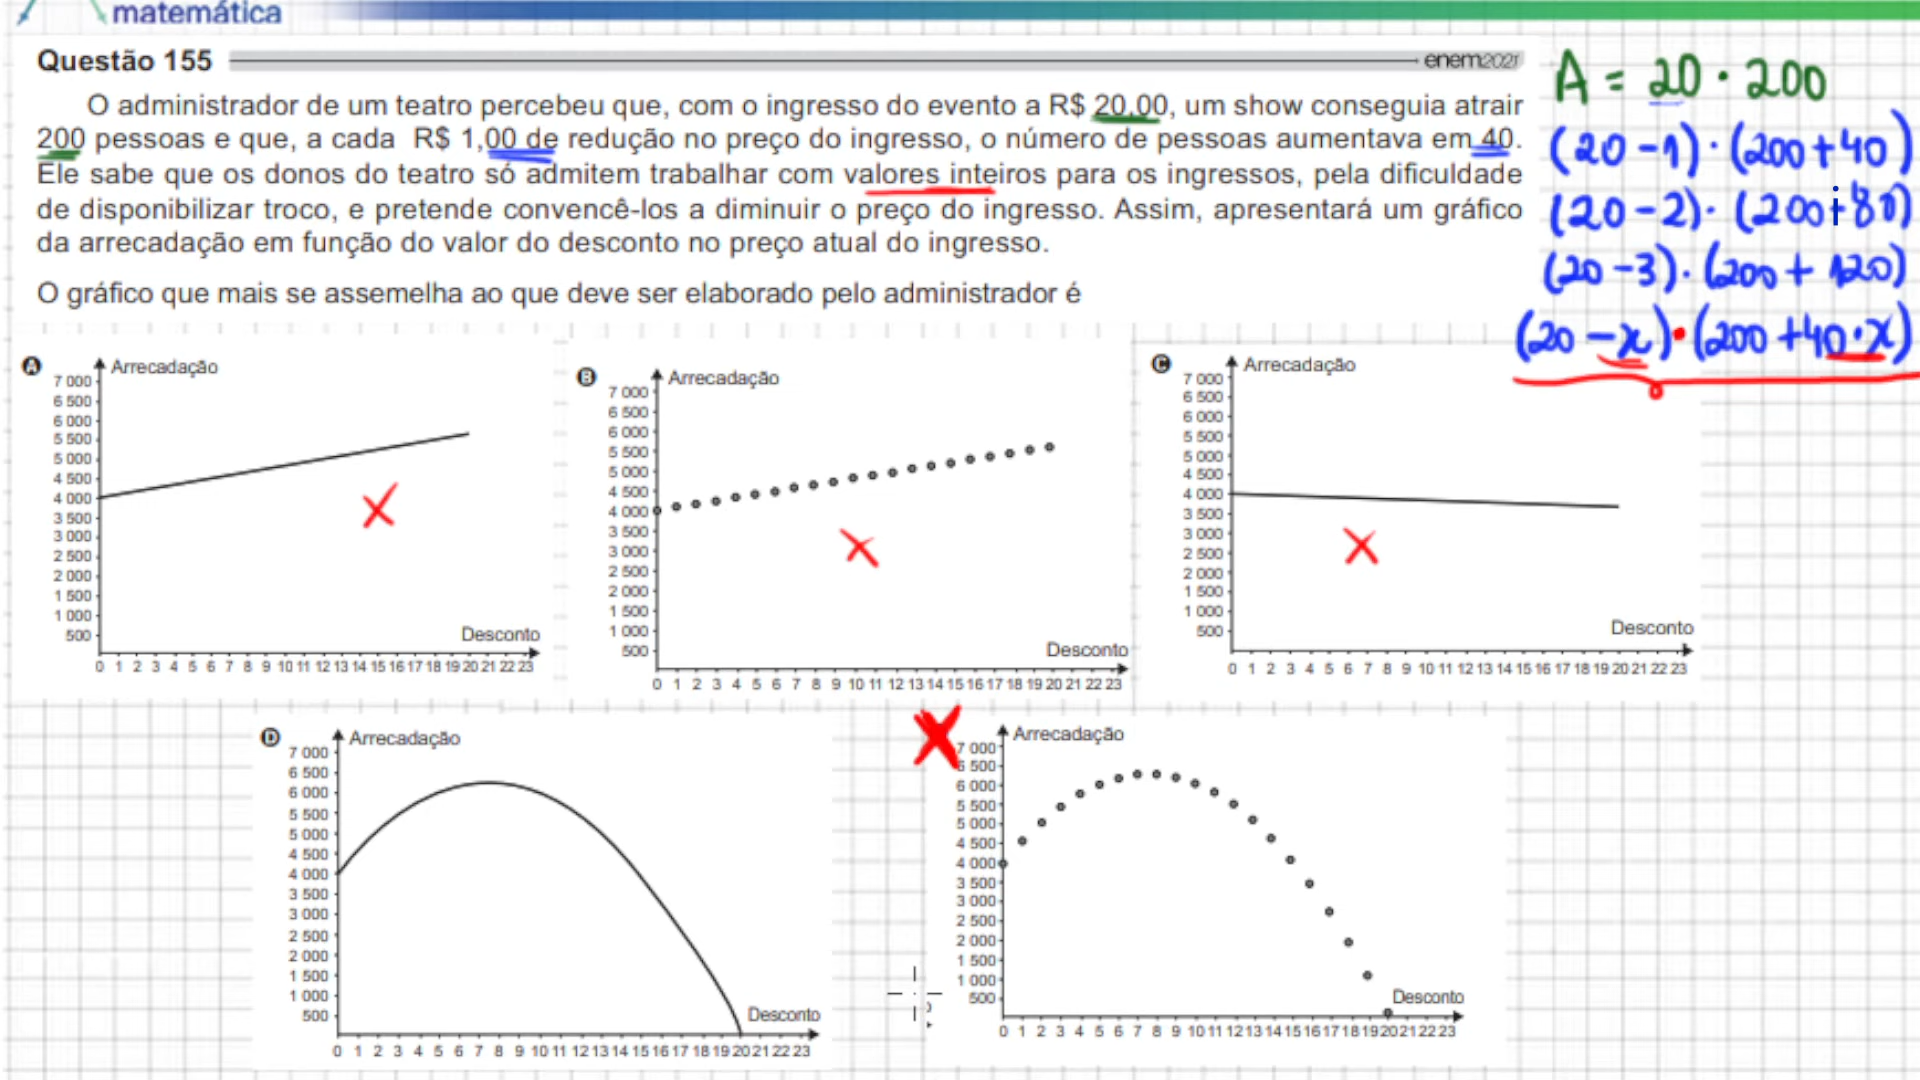 matemática
Questão 155
enem2021
O administrador de um teatro percebeu que, com o ingresso do evento a R$ 20,00, um show conseguia atrair
200 pessoas e que, a cada R$ 1,00 de redução no preço do ingresso, o número de pessoas aumentava em 40.
Ele sabe que os donos do teatro só admitem trabalhar com valores inteiros para os ingressos, pela dificuldade
de disponibilizar troco, e pretende convencê-los a diminuir o preço do ingresso. Assim, apresentará um gráfico
da arrecadação em função do valor do desconto no preço atual do ingresso.
O gráfico que mais se assemelha ao que deve ser elaborado pelo administrador é
A = 20 · 200
(20 - 1) · (200 + 40)
(20 - 2) · (200 + 80)
(20 - 3) · (200 + 120)
(20 - x) · (200 + 40 · x)
A
Arrecadação
7 000
6 500
6 000
5 500
5 000
4 500
4 000
3 500
3 000
2 500
2 000
1 500
1 000
500
Desconto
0 1 2 3 4 5 6 7 8 9 10 11 12 13 14 15 16 17 18 19 20 21 22 23
B
Arrecadação
7 000
6 500
6 000
5 500
5 000
4 500
4 000
3 500
3 000
2 500
2 000
1 500
1 000
500
Desconto
0 1 2 3 4 5 6 7 8 9 10 11 12 13 14 15 16 17 18 19 20 21 22 23
C
Arrecadação
7 000
6 500
6 000
5 500
5 000
4 500
4 000
3 500
3 000
2 500
2 000
1 500
1 000
500
Desconto
0 1 2 3 4 5 6 7 8 9 10 11 12 13 14 15 16 17 18 19 20 21 22 23
D
Arrecadação
7 000
6 500
6 000
5 500
5 000
4 500
4 000
3 500
3 000
2 500
2 000
1 500
1 000
500
Desconto
0 1 2 3 4 5 6 7 8 9 10 11 12 13 14 15 16 17 18 19 20 21 22 23
Arrecadação
7 000
6 500
6 000
5 500
5 000
4 500
4 000
3 500
3 000
2 500
2 000
1 500
1 000
500
Desconto
0 1 2 3 4 5 6 7 8 9 10 11 12 13 14 15 16 17 18 19 20 21 22 23